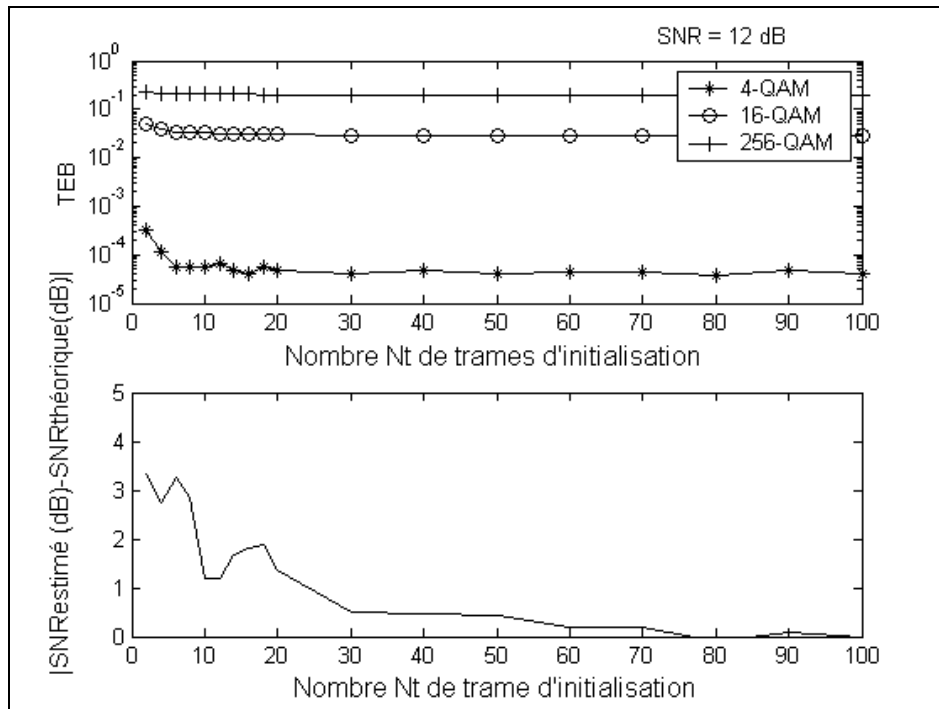 SNR = 12 dB
10^0
10^-1
10^-2
10^-3
10^-4
10^-5
TEB
4-QAM
16-QAM
256-QAM
0 10 20 30 40 50 60 70 80 90 100
Nombre Nt de trames d'initialisation
|SNRestimé (dB)-SNRthéorique(dB)|
5
4
3
2
1
0
0 10 20 30 40 50 60 70 80 90 100
Nombre Nt de trame d'initialisation